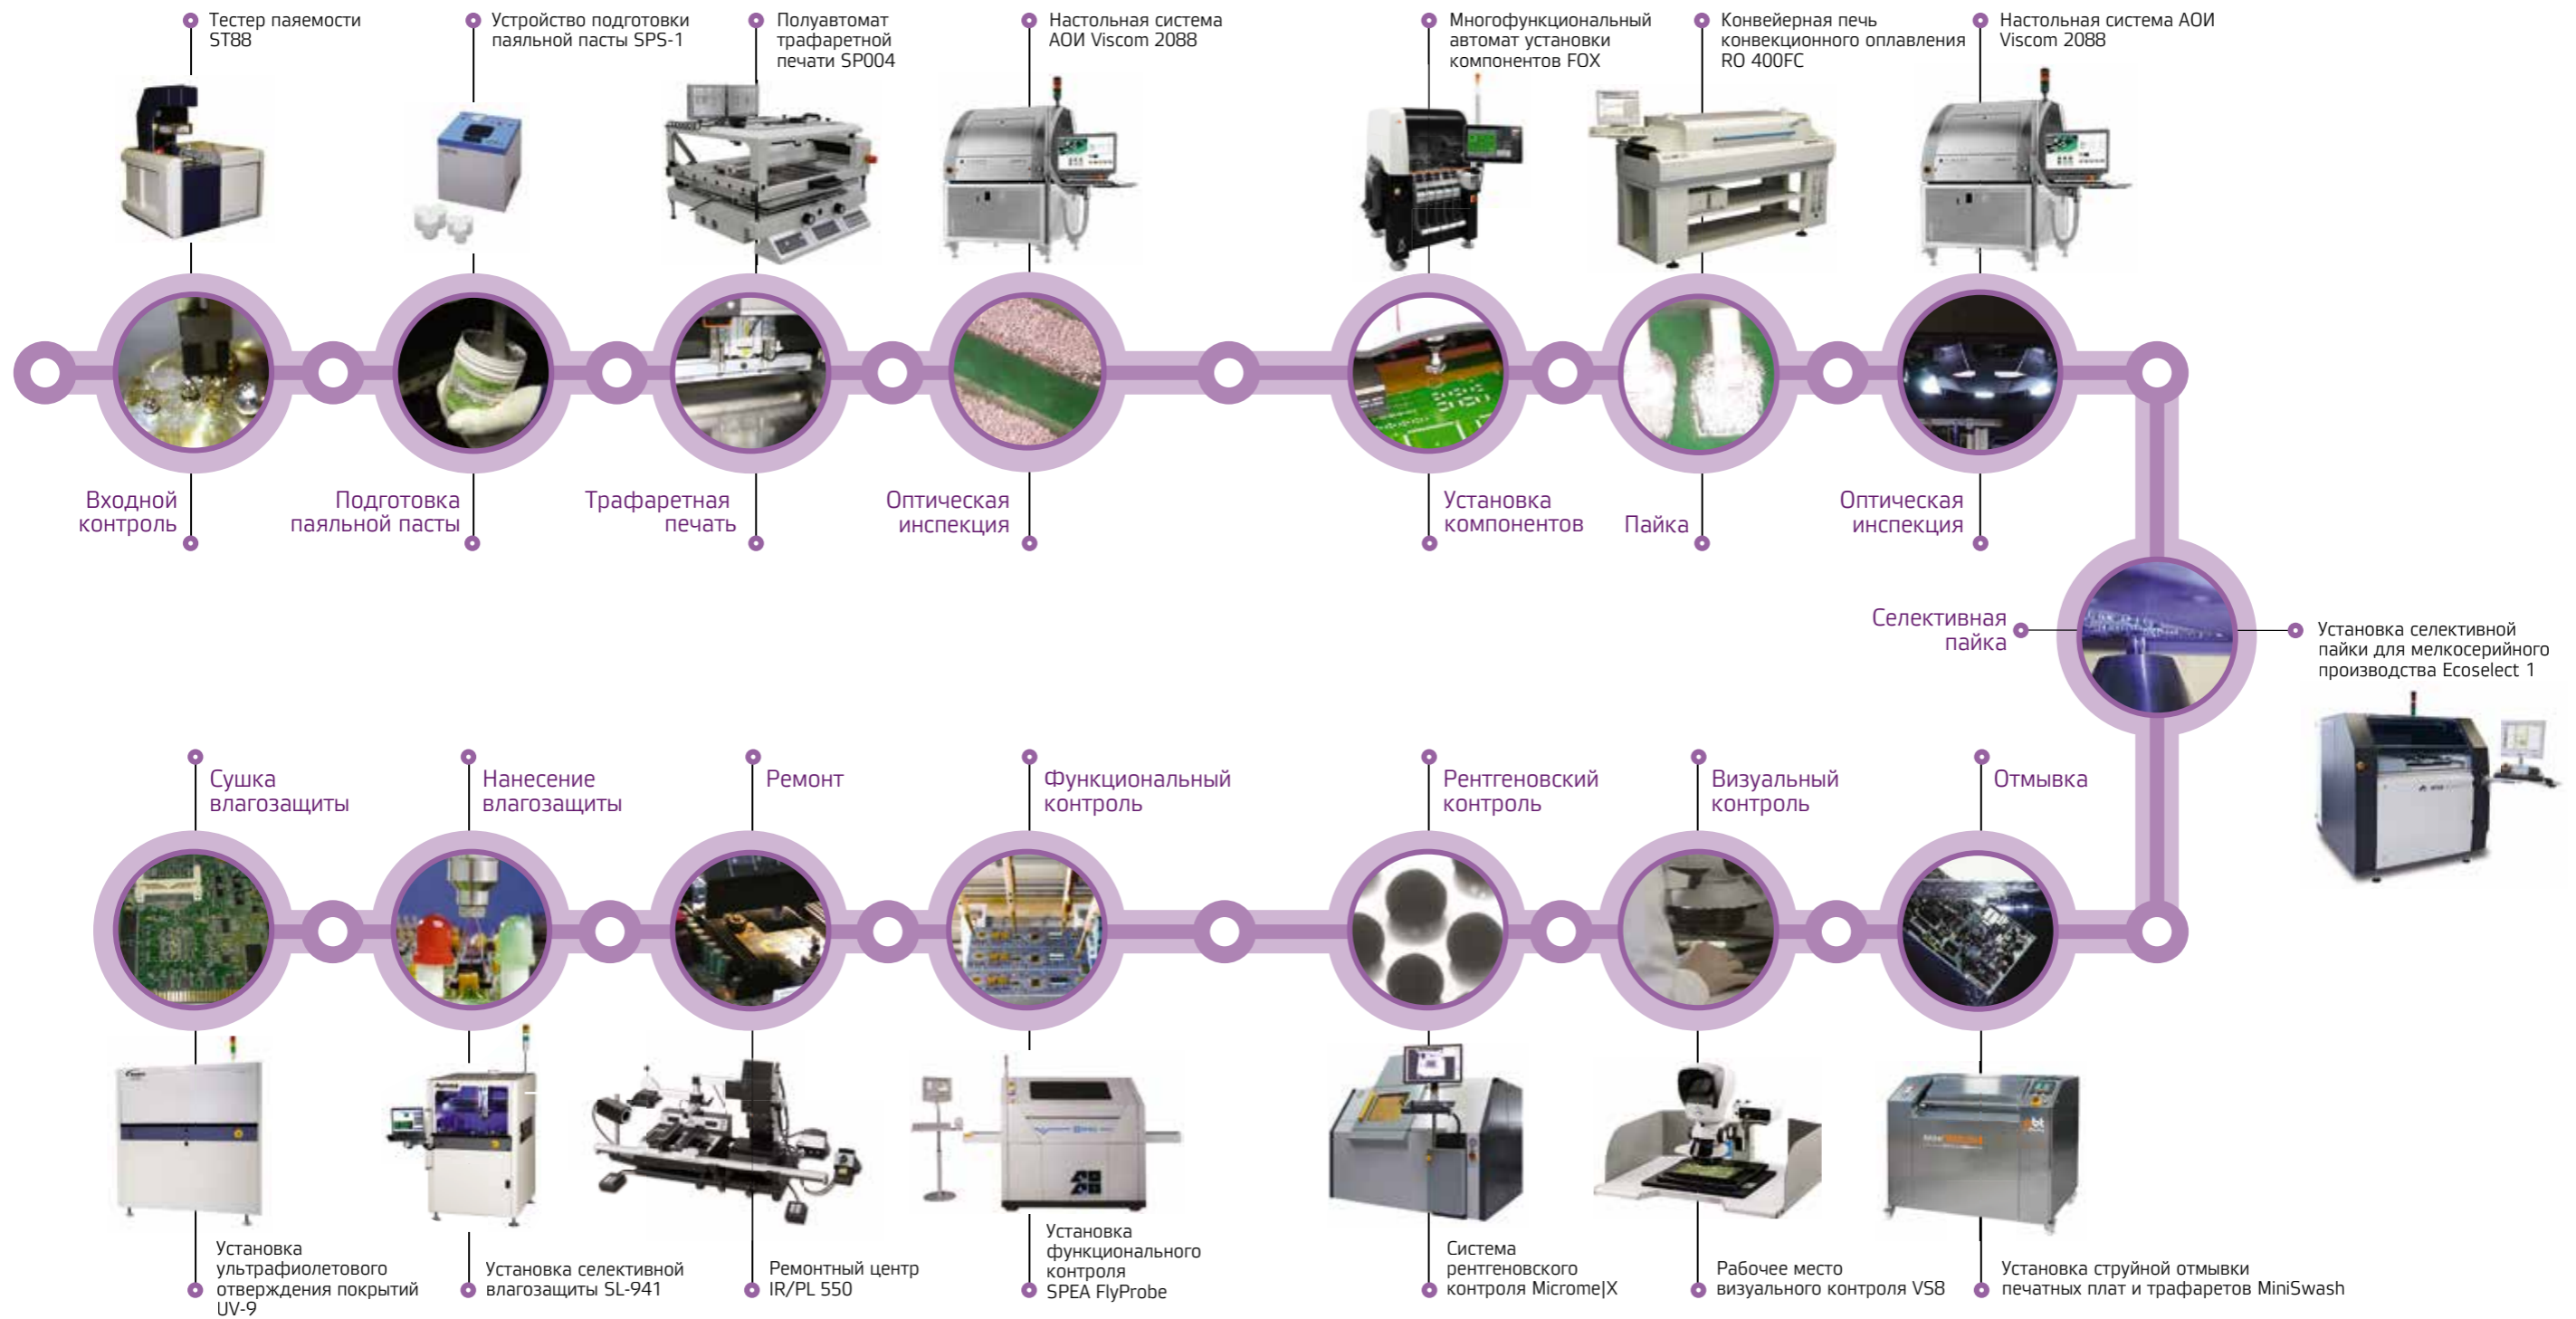 Тестер паяемости
ST88
Устройство подготовки
паяльной пасты SPS-1
Полуавтомат
трафаретной
печати SP004
Настольная система
АОИ Viscom 2088
Многофункциональный
автомат установки
компонентов FOX
Конвейерная печь
конвекционного оплавления
RO 400FC
Настольная система АОИ
Viscom 2088
Входной
контроль
Подготовка
паяльной пасты
Трафаретная
печать
Оптическая
инспекция
Установка
компонентов
Пайка
Оптическая
инспекция
Селективная
пайка
Установка селективной
пайки для мелкосерийного
производства Ecoselect 1
Сушка
влагозащиты
Нанесение
влагозащиты
Ремонт
Функциональный
контроль
Рентгеновский
контроль
Визуальный
контроль
Отмывка
Установка
ультрафиолетового
отверждения покрытий
UV-9
Установка селективной
влагозащиты SL-941
Ремонтный центр
IR/PL 550
Установка
функционального
контроля
SPEA FlyProbe
Система
рентгеновского
контроля Microme|X
Рабочее место
визуального контроля VS8
Установка струйной отмывки
печатных плат и трафаретов MiniSwash